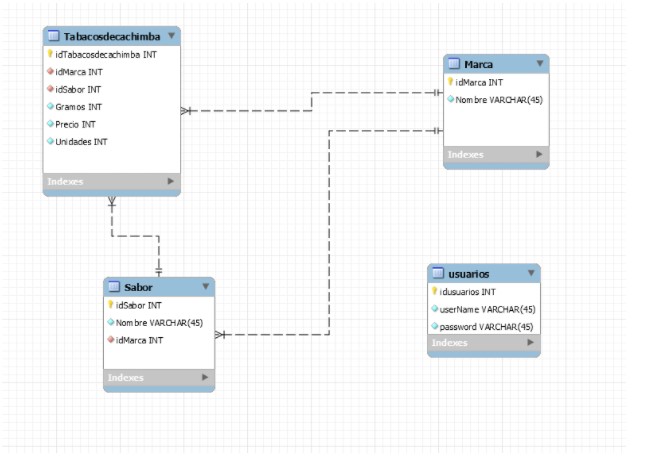 Tabacosdecachimba
idTabacosdecachimba INT
idMarca INT
idSabor INT
Gramos INT
Precio INT
Unidades INT
Indexes
Marca
idMarca INT
Nombre VARCHAR(45)
Indexes
Sabor
idSabor INT
Nombre VARCHAR(45)
idMarca INT
Indexes
usuarios
idusuarios INT
userName VARCHAR(45)
password VARCHAR(45)
Indexes